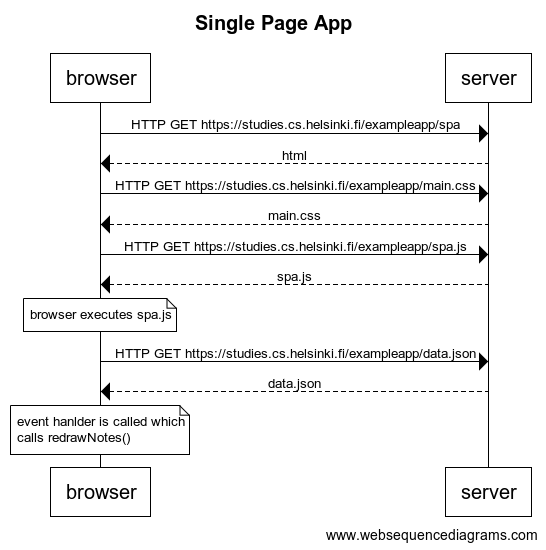 Single Page App
browser
server
HTTP GET https://studies.cs.helsinki.fi/exampleapp/spa
html
HTTP GET https://studies.cs.helsinki.fi/exampleapp/main.css
main.css
HTTP GET https://studies.cs.helsinki.fi/exampleapp/spa.js
spa.js
browser executes spa.js
HTTP GET https://studies.cs.helsinki.fi/exampleapp/data.json
data.json
event hanlder is called which
calls redrawNotes()
browser
server
www.websequencediagrams.com